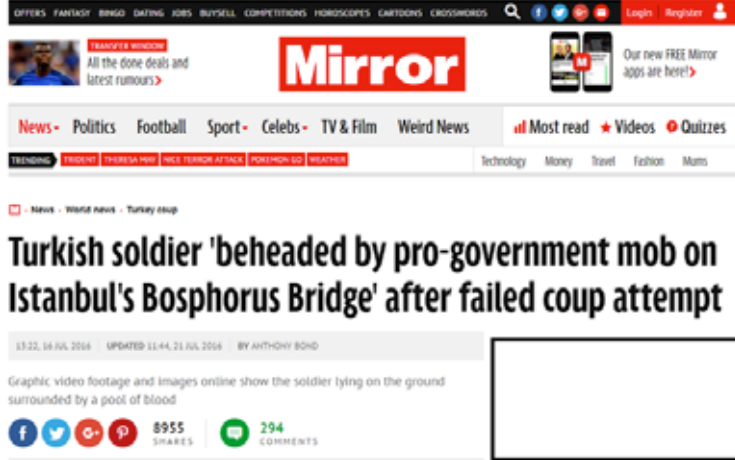 OFFERS FANTASY BINGO DATING JOBS BUYSELL COMPETITIONS HOROSCOPES CARTOONS CROSSWORDS Login Register
TRANSFER WINDOW
All the done deals and
latest rumours>
Mirror
M
Our new FREE Mirror
apps are here!>
News Politics Football Sport Celebs TV & Film Weird News Most read Videos Quizzes
TRENDING TRIDENT THERESA MAY NICE TERROR ATTACK POKEMON GO WEATHER Technology Money Travel Fashion Mums
M News World news Turkey coup
Turkish soldier 'beheaded by pro-government mob on
Istanbul's Bosphorus Bridge' after failed coup attempt
13:22, 16 JUL 2016 UPDATED 11:44, 21 JUL 2016 BY ANTHONY BOND
Graphic video footage and images online show the soldier lying on the ground
surrounded by a pool of blood
8955
SHARES
294
COMMENTS